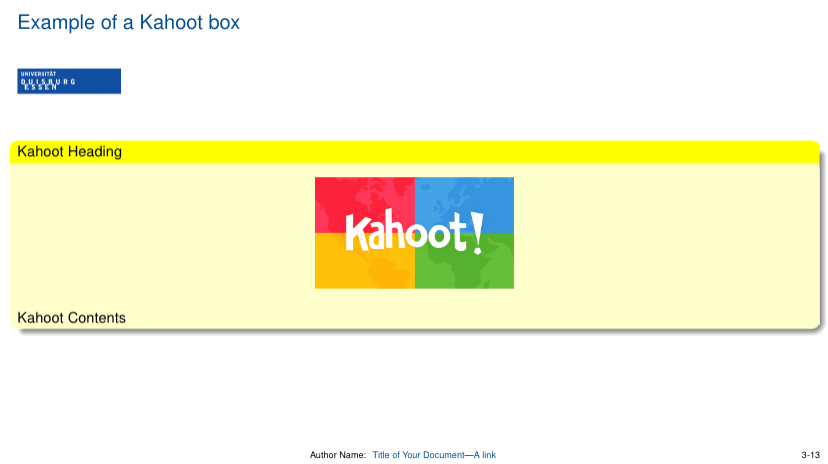 Example of a Kahoot box
UNIVERSITÄT
DUISBURG
ESSEN
Kahoot Heading
Kahoot!
Kahoot Contents
Author Name: Title of Your Document—A link
3-13